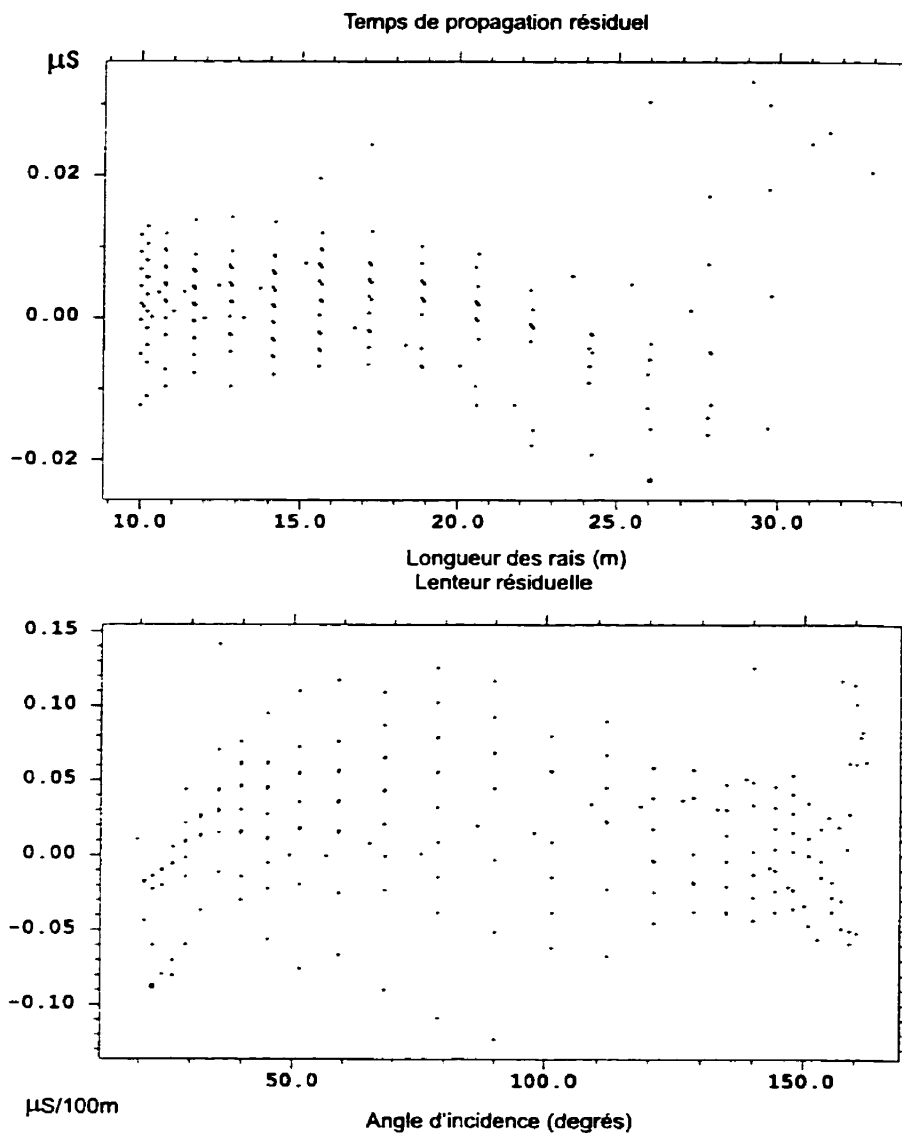 Temps de propagation résiduel
µS
0.02
0.00
-0.02
10.0 15.0 20.0 25.0 30.0
Longueur des rais (m)
Lenteur résiduelle
0.15
0.10
0.05
0.00
-0.05
-0.10
50.0 100.0 150.0
µS/100m
Angle d'incidence (degrés)